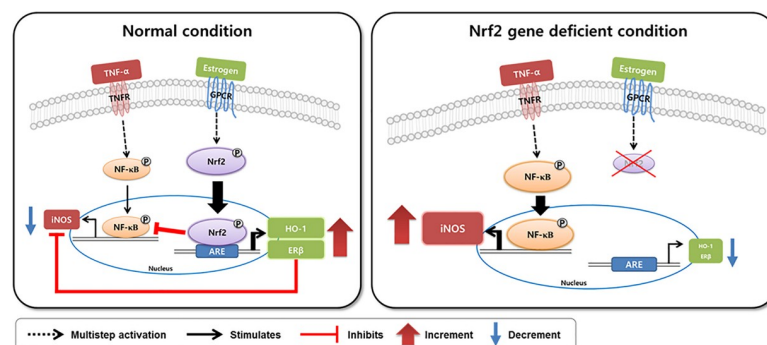 Normal condition
TNF-α
TNFR
Estrogen
GPCR
P
NF-κB
P
Nrf2
iNOS
P
NF-κB
P
Nrf2
ARE
HO-1
ERβ
Nucleus
Nrf2 gene deficient condition
TNF-α
TNFR
Estrogen
GPCR
P
NF-κB
P
iNOS
P
NF-κB
ARE
HO-1
ERβ
Nucleus
Multistep activation
Stimulates
Inhibits
Increment
Decrement